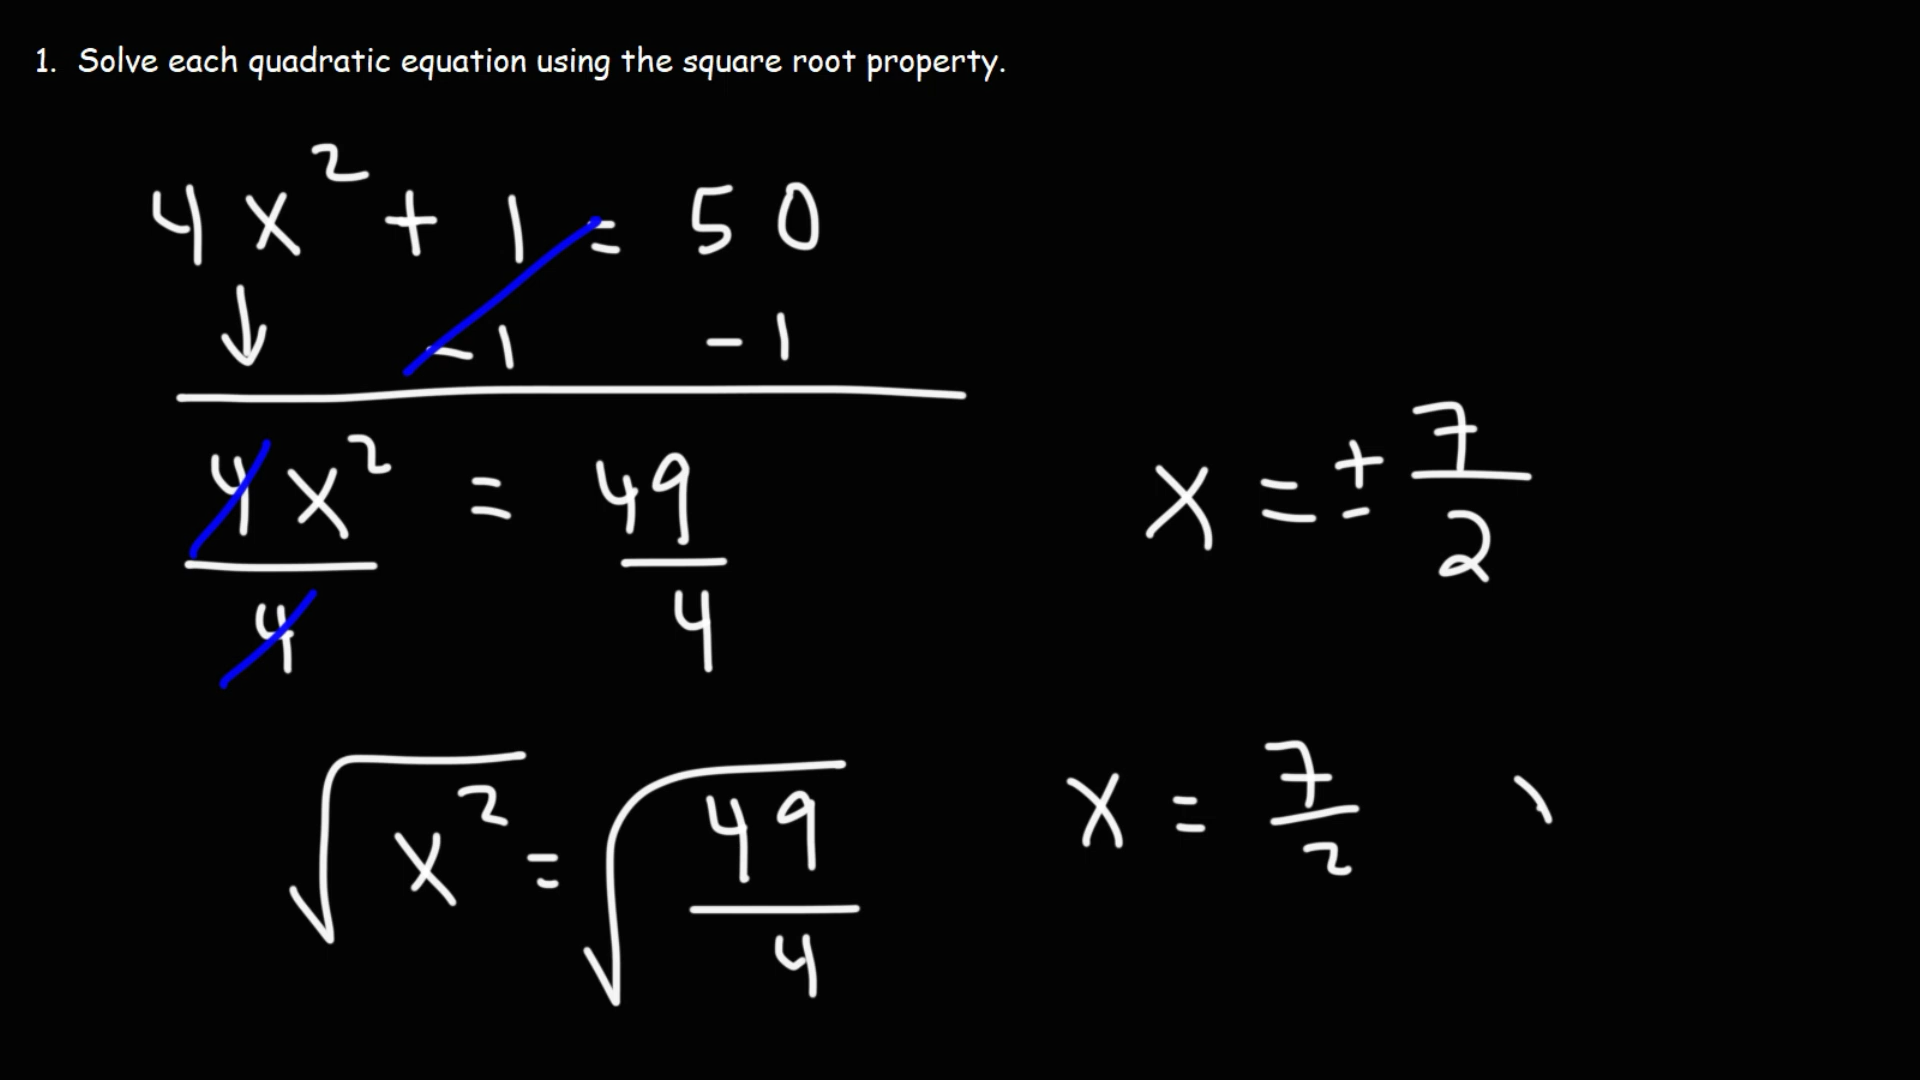 1. Solve each quadratic equation using the square root property.
4x² + 1 = 50
↓ -1 -1
4x²/4 = 49/4
√x² = √49/4
x = ± 7/2
x = 7/2